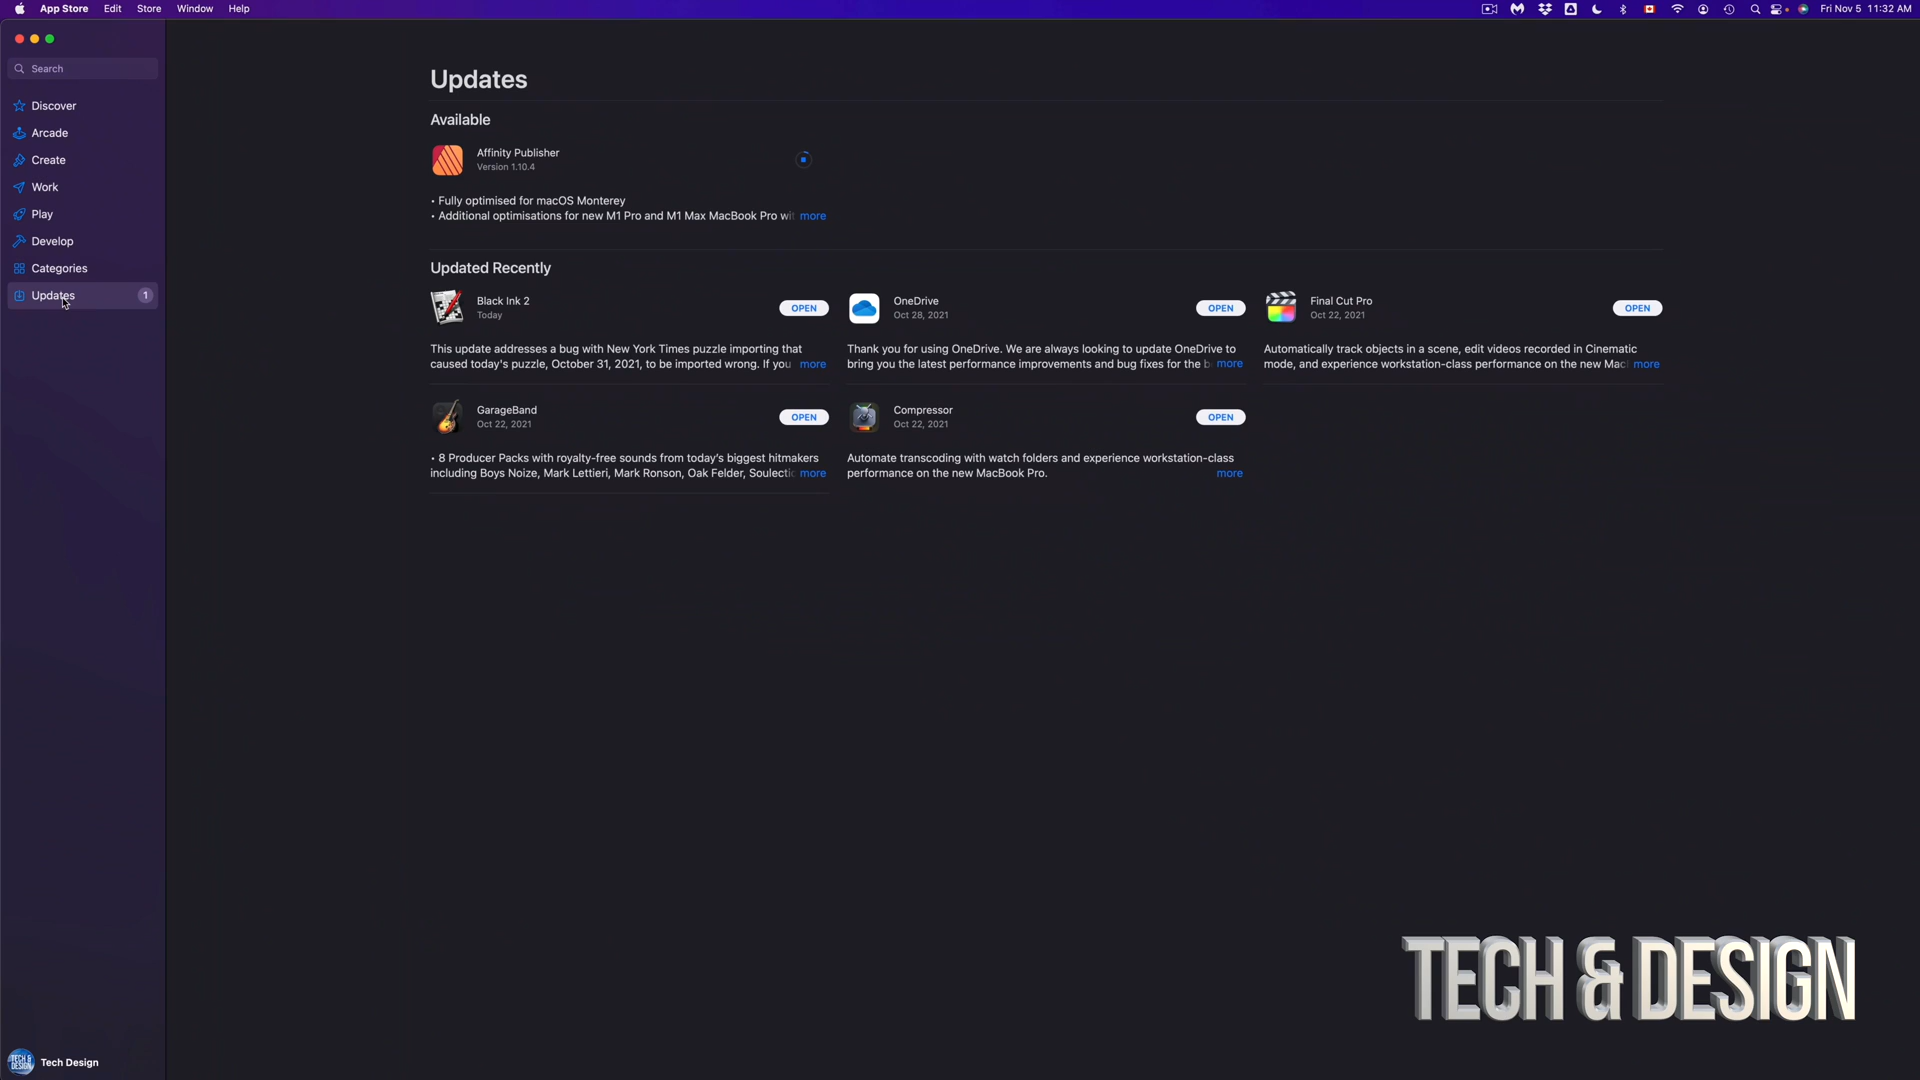 App Store Edit Store Window Help
Fri Nov 5 11:32 AM
Search
Discover
Arcade
Create
Work
Play
Develop
Categories
Updates 1
Updates
Available
Affinity Publisher
Version 1.10.4
• Fully optimised for macOS Monterey
• Additional optimisations for new M1 Pro and M1 Max MacBook Pro wit more
Updated Recently
Black Ink 2
Today
OPEN
This update addresses a bug with New York Times puzzle importing that
caused today's puzzle, October 31, 2021, to be imported wrong. If you more
OneDrive
Oct 28, 2021
OPEN
Thank you for using OneDrive. We are always looking to update OneDrive to
bring you the latest performance improvements and bug fixes for the b more
Final Cut Pro
Oct 22, 2021
OPEN
Automatically track objects in a scene, edit videos recorded in Cinematic
mode, and experience workstation-class performance on the new Mac more
GarageBand
Oct 22, 2021
OPEN
• 8 Producer Packs with royalty-free sounds from today's biggest hitmakers
including Boys Noize, Mark Lettieri, Mark Ronson, Oak Felder, Soulectic more
Compressor
Oct 22, 2021
OPEN
Automate transcoding with watch folders and experience workstation-class
performance on the new MacBook Pro. more
TECH & DESIGN
TECH &
DESIGN
Tech Design